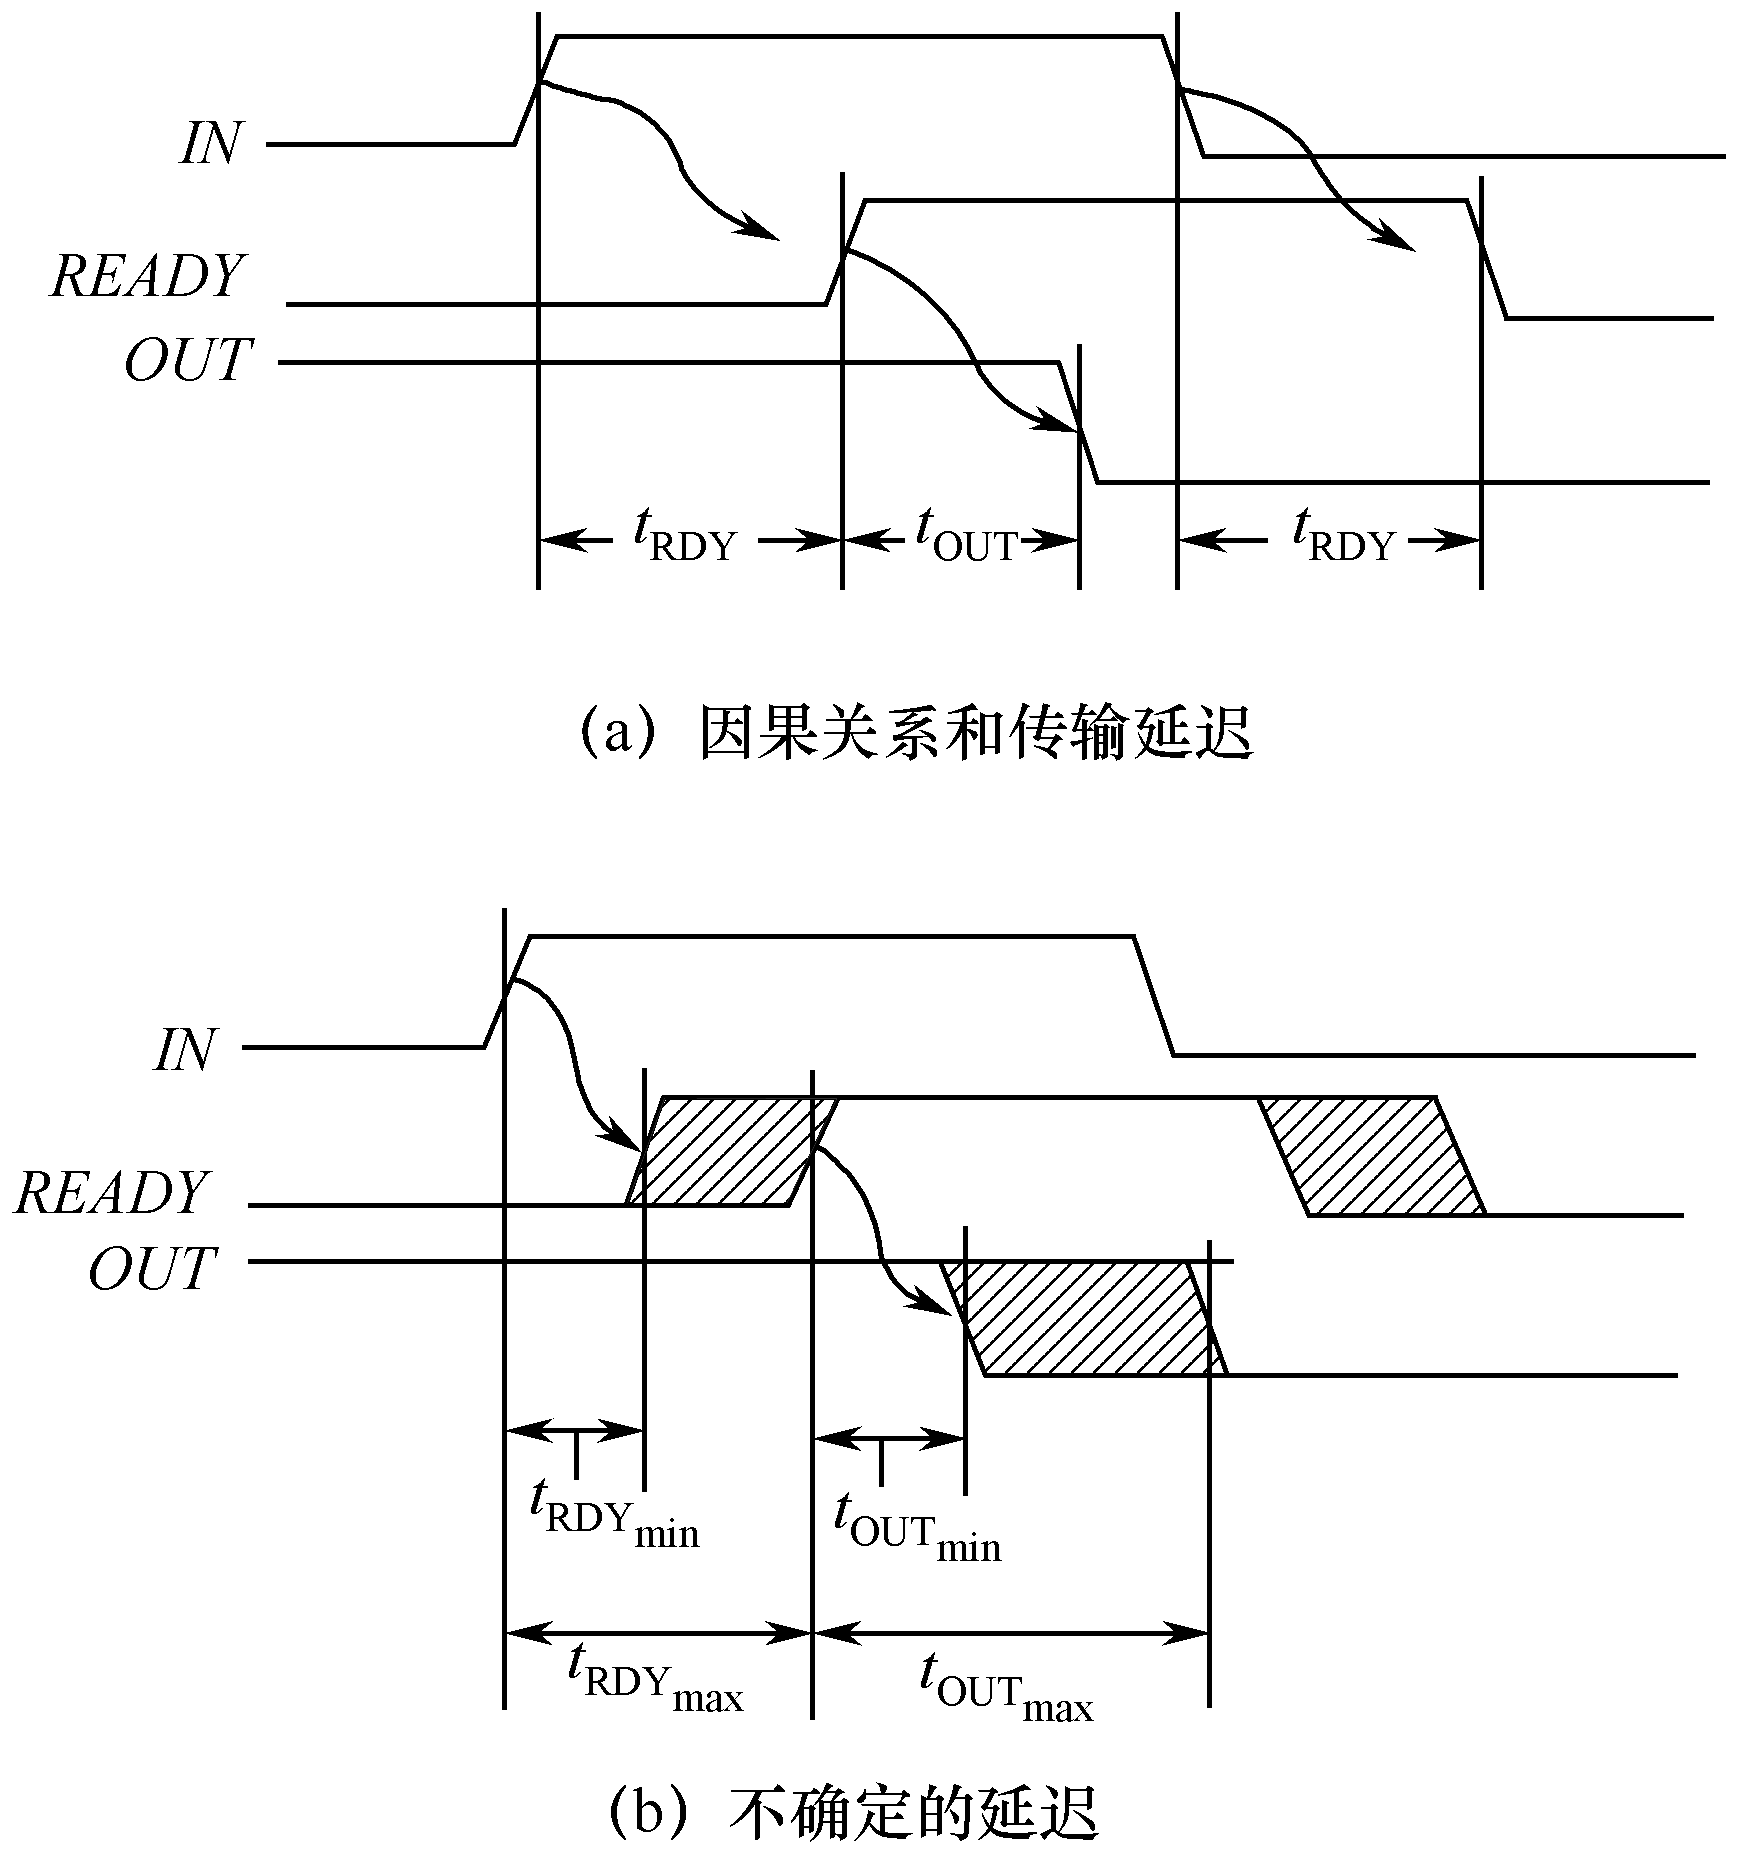 IN
READY
OUT
tRDY tOUT tRDY
(a) 因果关系和传输延迟
IN
READY
OUT
tRDYmin tOUTmin
tRDYmax tOUTmax
(b) 不确定的延迟